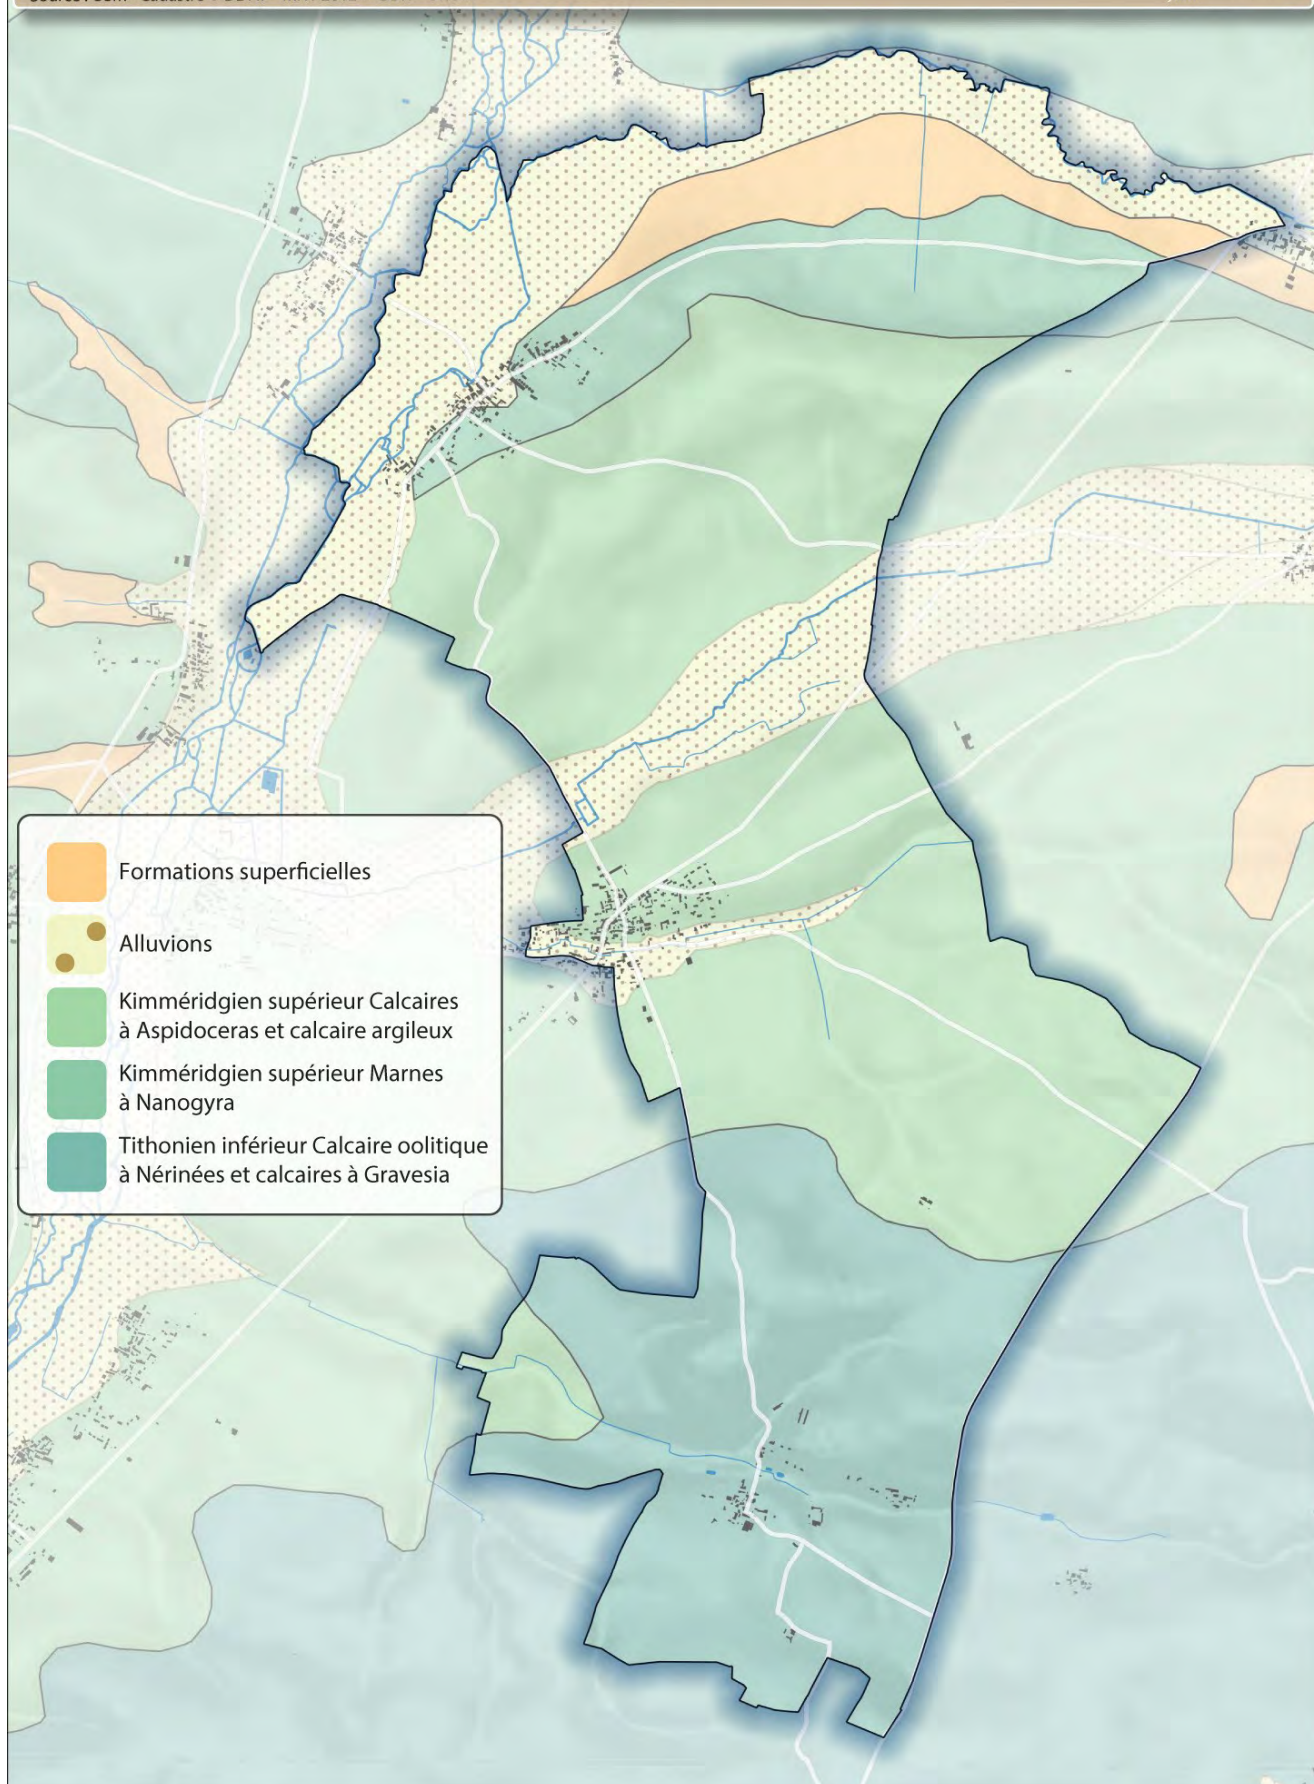 Formations superficielles
Alluvions
Kimméridgien supérieur Calcaires
à Aspidoceras et calcaire argileux
Kimméridgien supérieur Marnes
à Nanogyra
Tithonien inférieur Calcaire oolitique
à Nérinées et calcaires à Gravesia